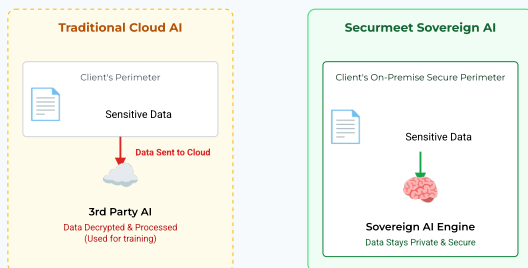 Traditional Cloud AI
Client's Perimeter
Sensitive Data
Data Sent to Cloud
3rd Party AI
Data Decrypted & Processed
(Used for training)
Securmeet Sovereign AI
Client's On-Premise Secure Perimeter
Sensitive Data
Sovereign AI Engine
Data Stays Private & Secure